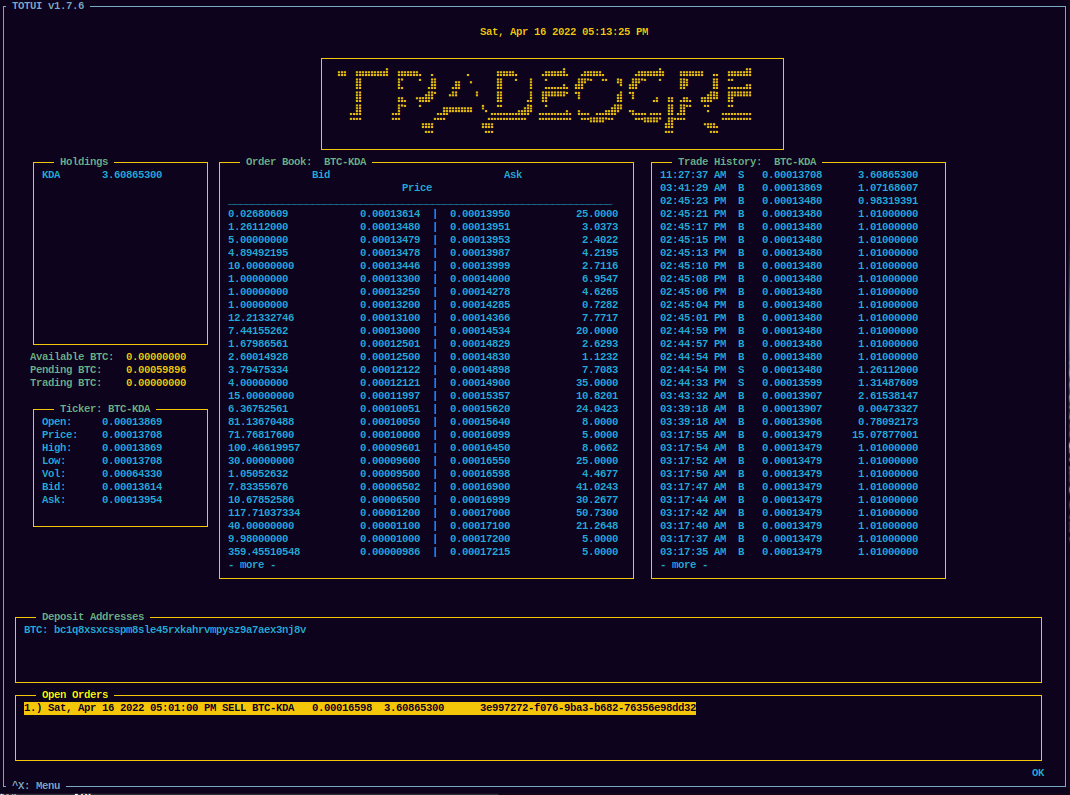 TOTUI v1.7.6
Sat, Apr 16 2022 05:13:25 PM
TRADEOGRE
Holdings
KDA 3.60865300
Available BTC: 0.00000000
Pending BTC: 0.00059896
Trading BTC: 0.00000000
Ticker: BTC-KDA
Open: 0.00013869
Price: 0.00013708
High: 0.00013869
Low: 0.00013708
Vol: 0.00064330
Bid: 0.00013614
Ask: 0.00013954
Order Book: BTC-KDA
Bid Ask
Price
0.02680609 0.00013614 | 0.00013950 25.0000
1.26112000 0.00013480 | 0.00013951 3.0373
5.00000000 0.00013479 | 0.00013953 2.4022
4.89492195 0.00013478 | 0.00013987 4.2195
10.00000000 0.00013446 | 0.00013999 2.7116
1.00000000 0.00013300 | 0.00014000 6.9547
1.00000000 0.00013250 | 0.00014278 4.6265
1.00000000 0.00013200 | 0.00014285 0.7282
12.21332746 0.00013100 | 0.00014366 7.7717
7.44155262 0.00013000 | 0.00014534 20.0000
1.67986561 0.00012501 | 0.00014829 2.6293
2.60014928 0.00012500 | 0.00014830 1.1232
3.79475334 0.00012122 | 0.00014898 7.7083
4.00000000 0.00012121 | 0.00014900 35.0000
15.00000000 0.00011997 | 0.00015357 10.8201
6.36752561 0.00010051 | 0.00015620 24.0423
81.13670488 0.00010050 | 0.00015640 8.0000
71.76817600 0.00010000 | 0.00016099 5.0000
100.46619957 0.00009601 | 0.00016450 8.0662
30.00000000 0.00009600 | 0.00016550 25.0000
1.05052632 0.00009500 | 0.00016598 4.4677
7.83355676 0.00006502 | 0.00016900 41.0243
10.67852586 0.00006500 | 0.00016999 30.2677
117.71037334 0.00001200 | 0.00017000 50.7300
40.00000000 0.00001100 | 0.00017100 21.2648
9.98000000 0.00001000 | 0.00017200 5.0000
359.45510548 0.00000986 | 0.00017215 5.0000
- more -
Trade History: BTC-KDA
11:27:37 AM S 0.00013708 3.60865300
03:41:29 AM B 0.00013869 1.07168607
02:45:23 PM B 0.00013480 0.98319391
02:45:21 PM B 0.00013480 1.01000000
02:45:17 PM B 0.00013480 1.01000000
02:45:15 PM B 0.00013480 1.01000000
02:45:13 PM B 0.00013480 1.01000000
02:45:10 PM B 0.00013480 1.01000000
02:45:08 PM B 0.00013480 1.01000000
02:45:06 PM B 0.00013480 1.01000000
02:45:04 PM B 0.00013480 1.01000000
02:45:01 PM B 0.00013480 1.01000000
02:44:59 PM B 0.00013480 1.01000000
02:44:57 PM B 0.00013480 1.01000000
02:44:54 PM B 0.00013480 1.01000000
02:44:54 PM S 0.00013480 1.26112000
02:44:33 PM S 0.00013599 1.31487609
03:43:32 AM B 0.00013907 2.61538147
03:39:18 AM B 0.00013907 0.00473327
03:39:18 AM B 0.00013906 0.78092173
03:17:55 AM B 0.00013479 15.07877001
03:17:54 AM B 0.00013479 1.01000000
03:17:52 AM B 0.00013479 1.01000000
03:17:50 AM B 0.00013479 1.01000000
03:17:47 AM B 0.00013479 1.01000000
03:17:44 AM B 0.00013479 1.01000000
03:17:42 AM B 0.00013479 1.01000000
03:17:40 AM B 0.00013479 1.01000000
03:17:37 AM B 0.00013479 1.01000000
03:17:35 AM B 0.00013479 1.01000000
- more -
Deposit Addresses
BTC: bc1q8xsxcsspm8sle45rxkahrvmpysz9a7aex3nj8v
Open Orders
1.) Sat, Apr 16 2022 05:01:00 PM SELL BTC-KDA 0.00016598 3.60865300 3e997272-f076-9ba3-b682-76356e98dd32
OK
^X: Menu